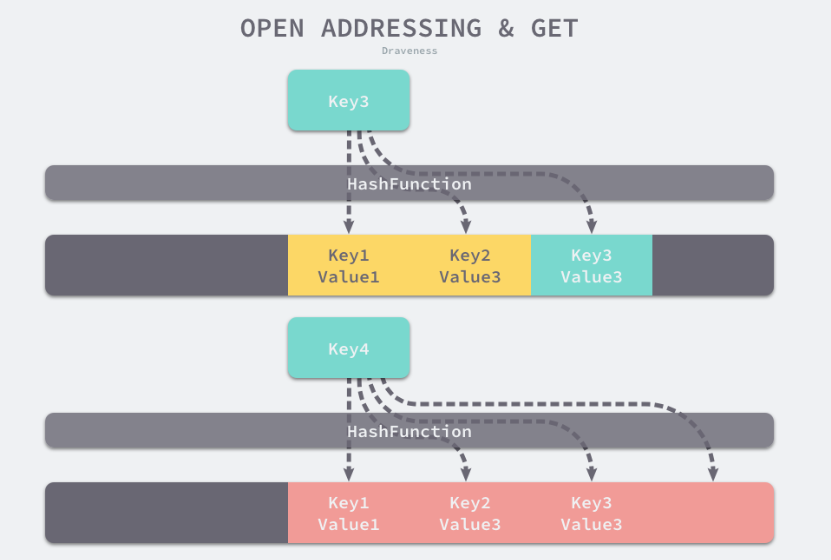 OPEN ADDRESSING & GET
Draveness
Key3
HashFunction
Key1 Key2 Key3
Value1 Value3 Value3
Key4
HashFunction
Key1 Key2 Key3
Value1 Value3 Value3